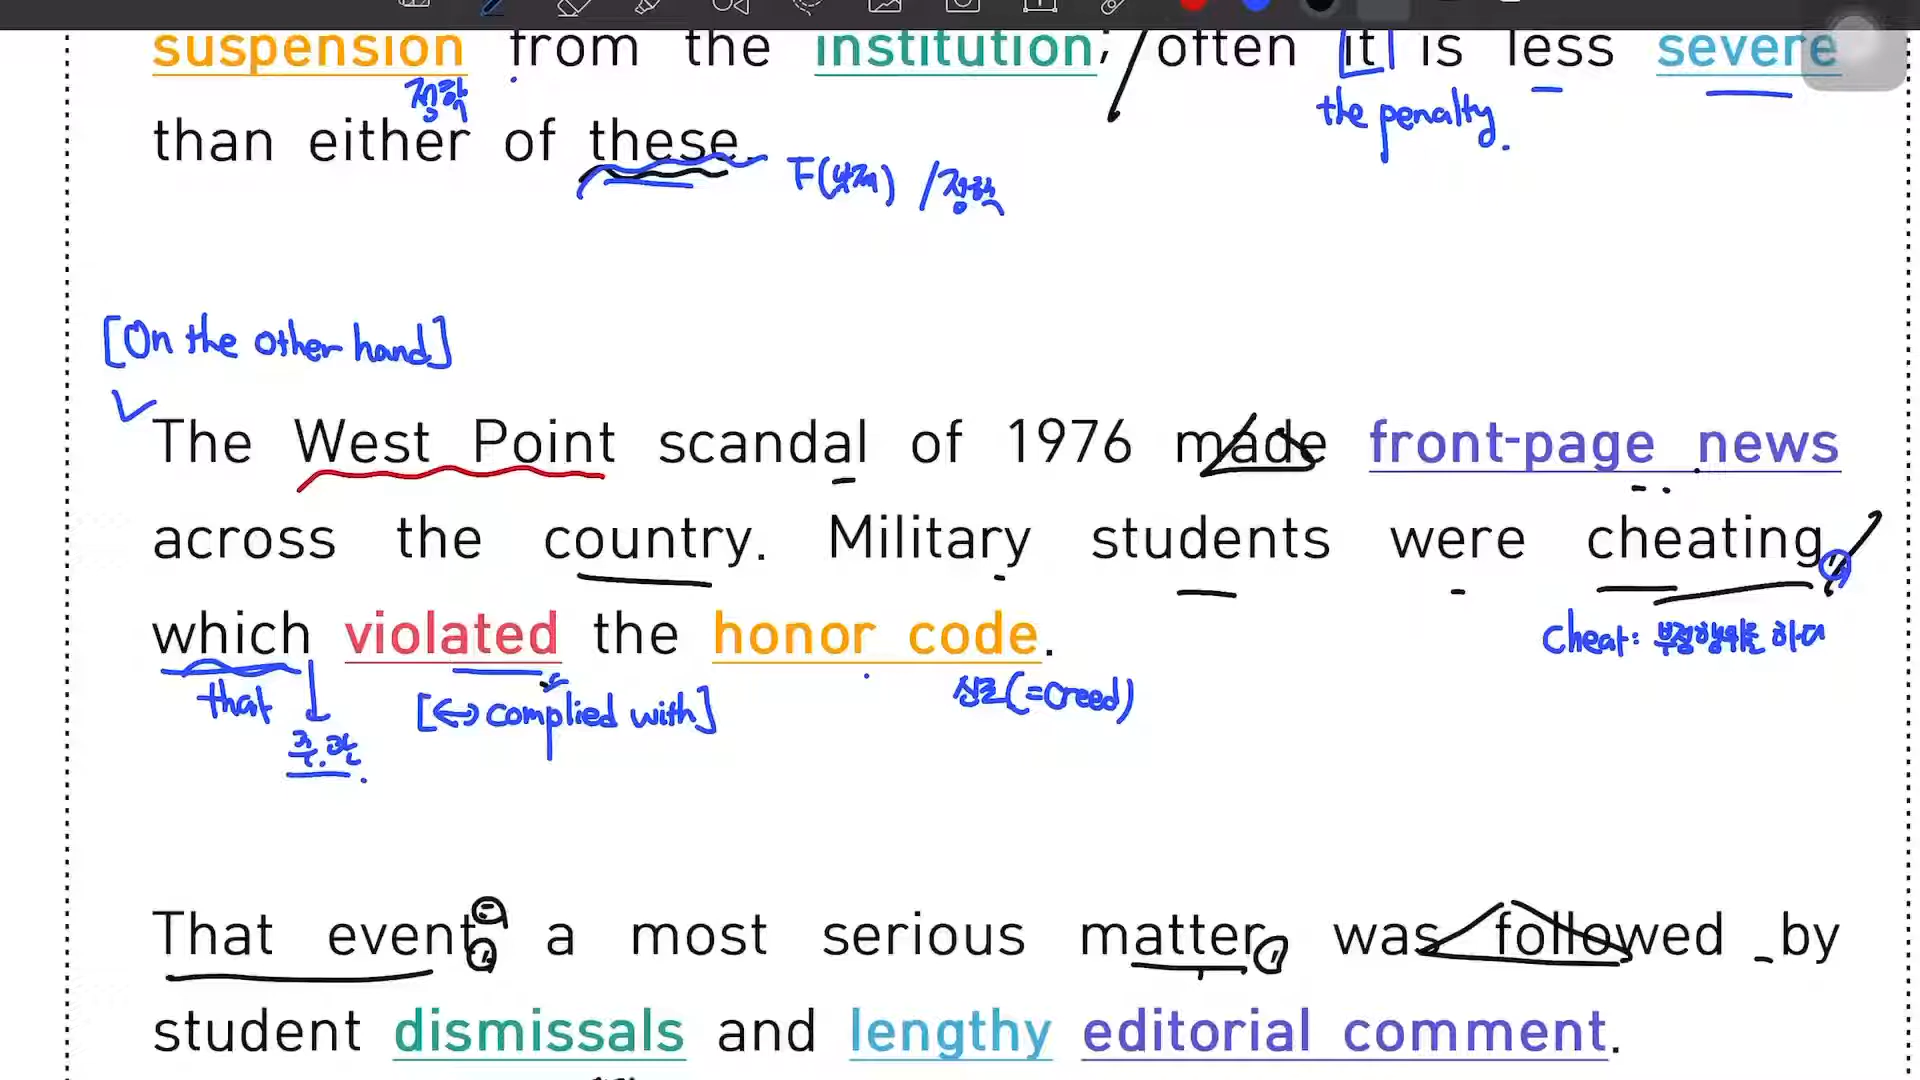 suspension from the institution; often it is less severe
정학
the penalty.
than either of these.
F(낙제) / 정학
[On the other hand]
The West Point scandal of 1976 made front-page news
across the country. Military students were cheating,
cheat: 부정행위를 하다
which violated the honor code.
that
주.관
[↔ complied with]
신조(=creed)
That event, a most serious matter, was followed by
student dismissals and lengthy editorial comment.